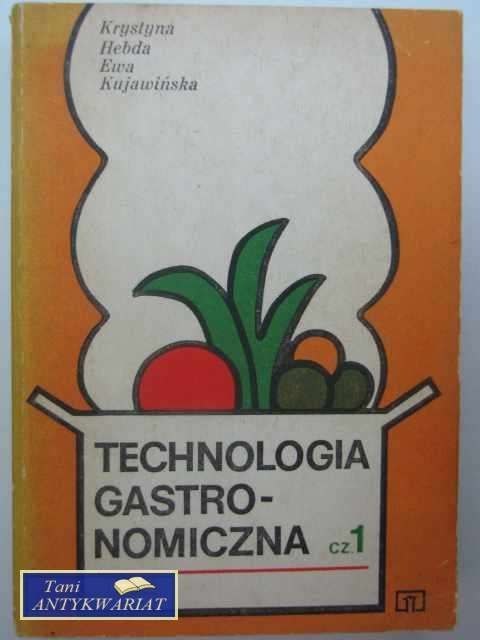 Krystyna
Hebda
Ewa
Kujawińska
TECHNOLOGIA
GASTRO-
NOMICZNA cz.1
Tani
ANTYKWARIAT